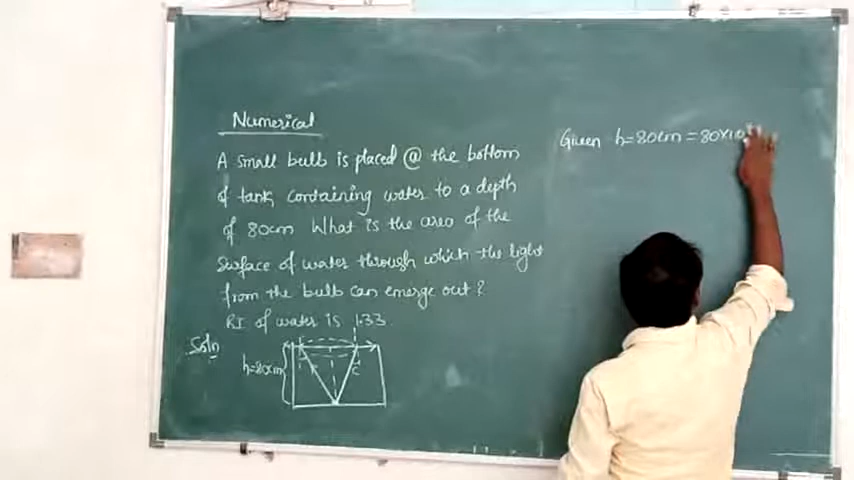 Numerical
A small bulb is placed @ the bottom
of tank containing water to a depth
of 80cm What is the area of the
Surface of water through which the light
from the bulb can emerge out?
RI of water is 1.33
Soln
h=80cm
C
Given h=80cm = 80×10